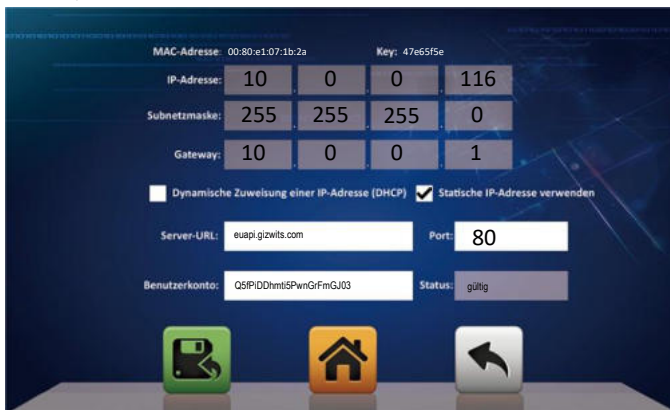 MAC-Adresse: 00:80:e1:07:1b:2a Key: 47e65f5e
IP-Adresse: 10 . 0 . 0 . 116
Subnetzmaske: 255 . 255 . 255 . 0
Gateway: 10 . 0 . 0 . 1
Dynamische Zuweisung einer IP-Adresse (DHCP) Statische IP-Adresse verwenden
Server-URL: euapi.gizwits.com Port: 80
Benutzerkonto: Q5fPiDDhmti5PwnGrFmGJ03 Status: gültig